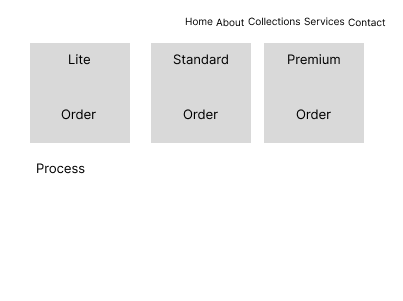 Home About Collections Services Contact
Lite Standard Premium
Order Order Order
Process